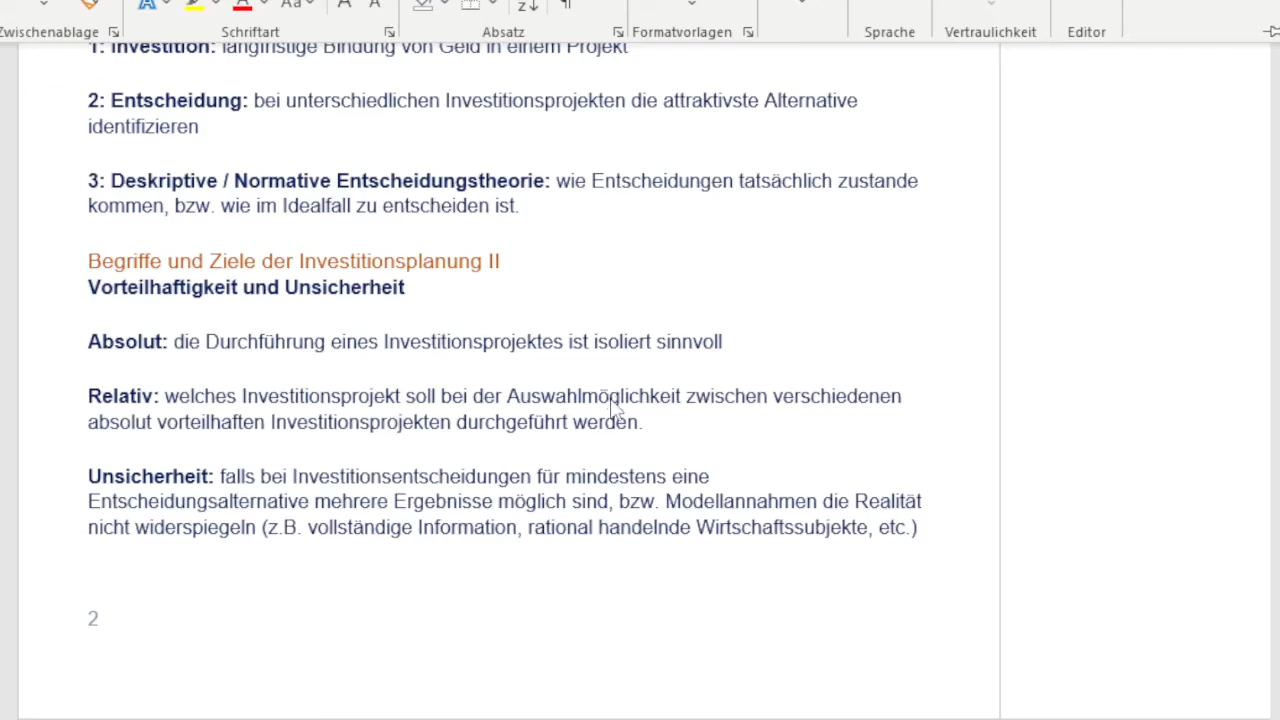 Aa
Zwischenablage
Schriftart
Absatz
Formatvorlagen
Sprache
Vertraulichkeit
Editor
1: Investition: langfristige Bindung von Geld in einem Projekt
2: Entscheidung: bei unterschiedlichen Investitionsprojekten die attraktivste Alternative
identifizieren
3: Deskriptive / Normative Entscheidungstheorie: wie Entscheidungen tatsächlich zustande
kommen, bzw. wie im Idealfall zu entscheiden ist.
Begriffe und Ziele der Investitionsplanung II
Vorteilhaftigkeit und Unsicherheit
Absolut: die Durchführung eines Investitionsprojektes ist isoliert sinnvoll
Relativ: welches Investitionsprojekt soll bei der Auswahlmöglichkeit zwischen verschiedenen
absolut vorteilhaften Investitionsprojekten durchgeführt werden.
Unsicherheit: falls bei Investitionsentscheidungen für mindestens eine
Entscheidungsalternative mehrere Ergebnisse möglich sind, bzw. Modellannahmen die Realität
nicht widerspiegeln (z.B. vollständige Information, rational handelnde Wirtschaftssubjekte, etc.)
2